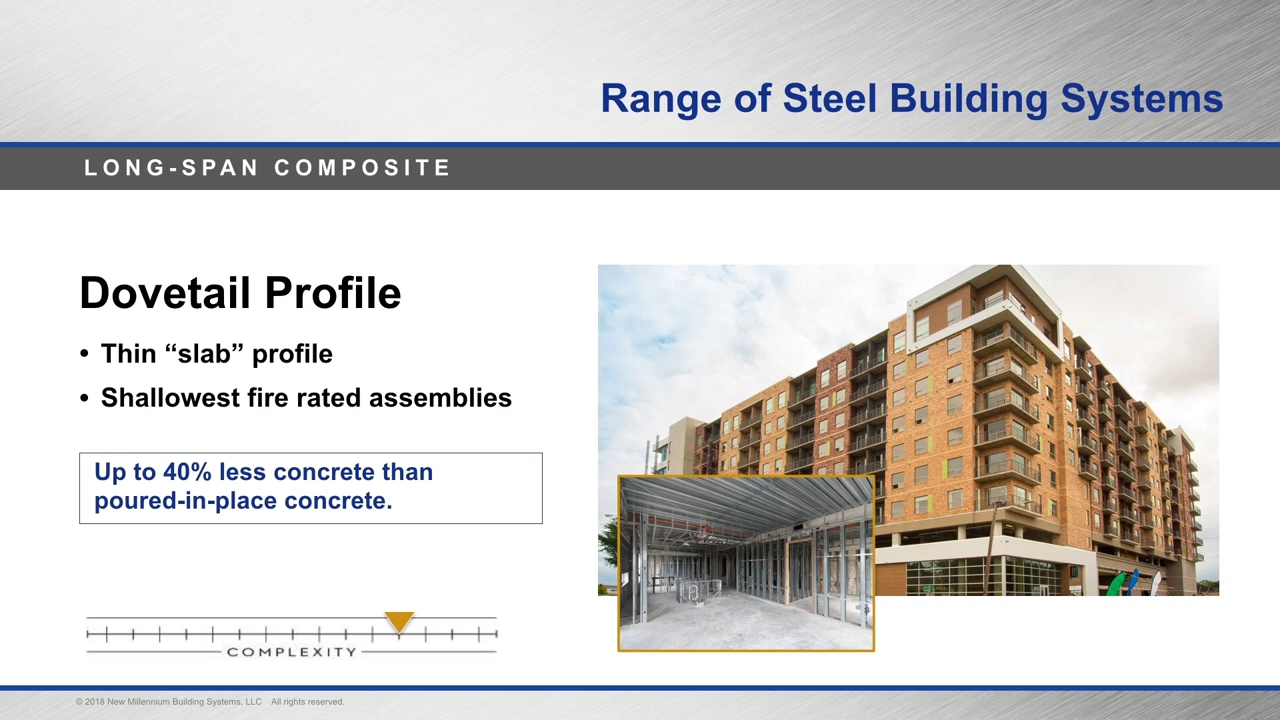 Range of Steel Building Systems
LONG-SPAN COMPOSITE
Dovetail Profile
• Thin “slab” profile
• Shallowest fire rated assemblies
Up to 40% less concrete than
poured-in-place concrete.
COMPLEXITY
© 2018 New Millennium Building Systems, LLC All rights reserved.